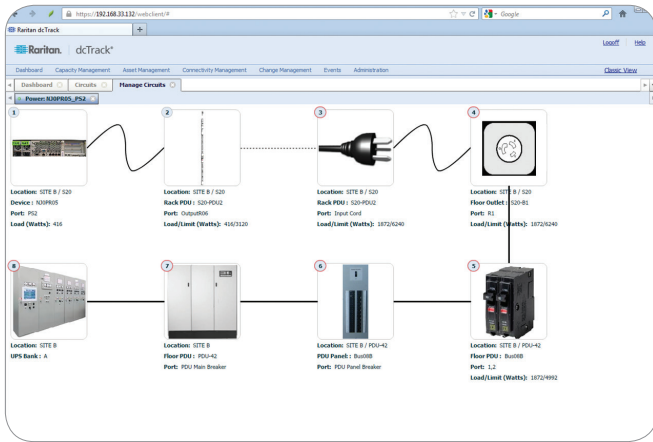 https://192.168.33.132/webclient/#
Google
Raritan dcTrack
+
Raritan. dcTrack®
Logoff Help
Dashboard Capacity Management Asset Management Connectivity Management Change Management Events Administration
Classic View
Dashboard Circuits Manage Circuits
Power: NJ0PR05_PS2
1
2
3
4
Location: SITE B / S20
Device : NJ0PR05
Port: PS2
Load (Watts): 416
Location: SITE B / S20
Rack PDU : S20-PDU2
Port: OutputR06
Load/Limit (Watts): 416/3120
Location: SITE B / S20
Rack PDU : S20-PDU2
Port: Input Cord
Load/Limit (Watts): 1872/6240
Location: SITE B / S20
Floor Outlet : S20-B1
Port: R1
Load/Limit (Watts): 1872/6240
8
7
6
5
Location: SITE B
UPS Bank : A
Location: SITE B
Floor PDU : PDU-42
Port: PDU Main Breaker
Location: SITE B / PDU-42
PDU Panel : Bus08B
Port: PDU Panel Breaker
Location: SITE B / PDU-42
Floor PDU : Bus08B
Port: 1,2
Load/Limit (Watts): 1872/4992